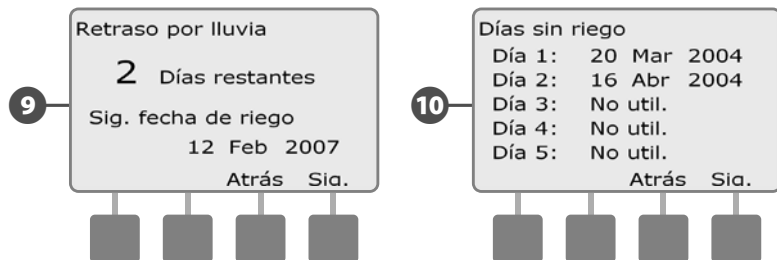 Retraso por lluvia
2 Días restantes
Sig. fecha de riego
12 Feb 2007
Atrás Sig.
9
Días sin riego
Día 1: 20 Mar 2004
Día 2: 16 Abr 2004
Día 3: No util.
Día 4: No util.
Día 5: No util.
Atrás Sig.
10